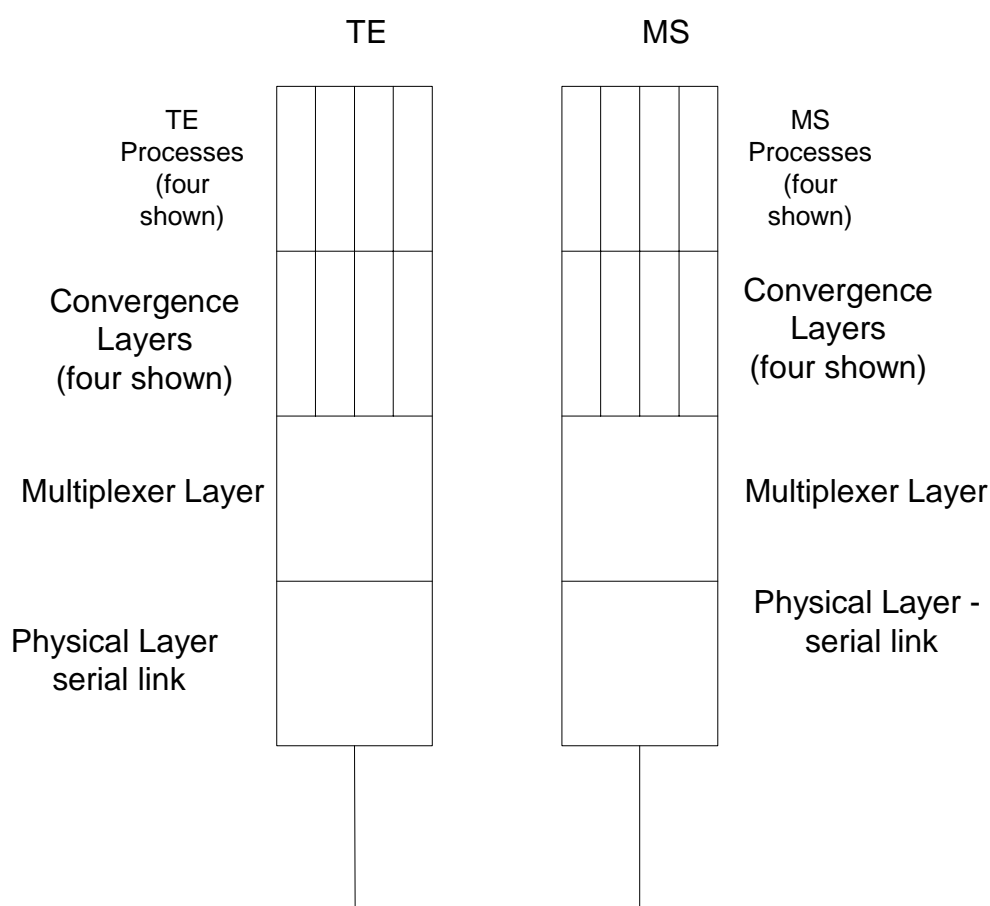 TE
MS
TE
Processes
(four
shown)
MS
Processes
(four
shown)
Convergence
Layers
(four shown)
Convergence
Layers
(four shown)
Multiplexer Layer
Multiplexer Layer
Physical Layer
serial link
Physical Layer -
serial link